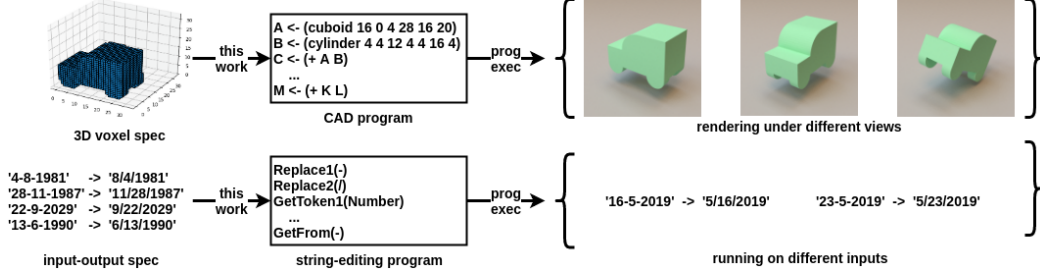 A <- (cuboid 16 0 4 28 16 20)
B <- (cylinder 4 4 12 4 4 16 4)
C <- (+ A B)
...
M <- (+ K L)
this
work
prog
exec
3D voxel spec
CAD program
rendering under different views
'4-8-1981' -> '8/4/1981'
'28-11-1987' -> '11/28/1987'
'22-9-2029' -> '9/22/2029'
'13-6-1990' -> '6/13/1990'
this
work
Replace1(-)
Replace2(/)
GetToken1(Number)
...
GetFrom(-)
prog
exec
'16-5-2019' -> '5/16/2019' '23-5-2019' -> '5/23/2019'
input-output spec
string-editing program
running on different inputs